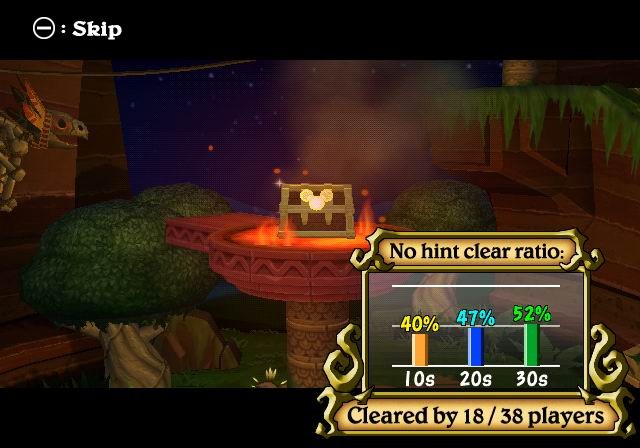 ⊖ : Skip
No hint clear ratio:
40% 47% 52%
10s 20s 30s
Cleared by 18 / 38 players